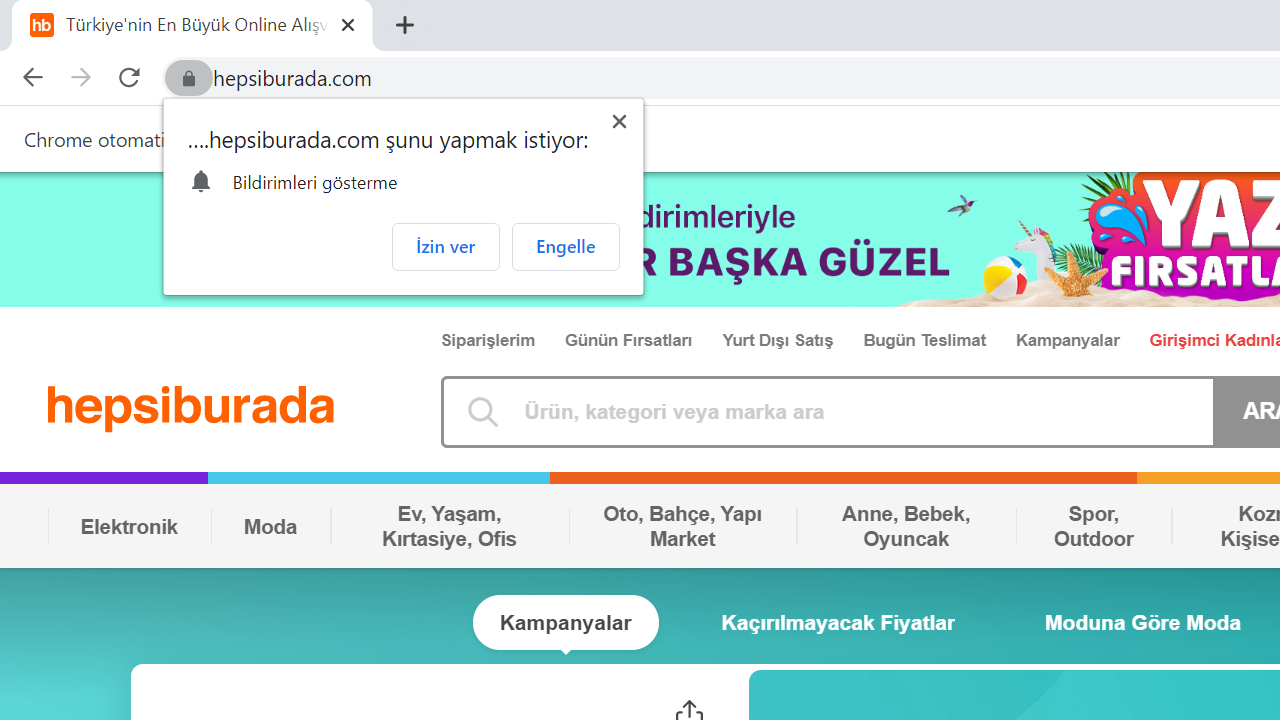 hb Türkiye'nin En Büyük Online Alışv
hepsiburada.com
Chrome otomati
....hepsiburada.com şunu yapmak istiyor:
Bildirimleri gösterme
İzin ver Engelle
dirimleriyle
R BAŞKA GÜZEL
YAZ
FIRSATLA
Siparişlerim Günün Fırsatları Yurt Dışı Satış Bugün Teslimat Kampanyalar Girişimci Kadınla
hepsiburada
Ürün, kategori veya marka ara
ARA
Elektronik
Moda
Ev, Yaşam,
Kırtasiye, Ofis
Oto, Bahçe, Yapı
Market
Anne, Bebek,
Oyuncak
Spor,
Outdoor
Kozm
Kişise
Kampanyalar Kaçırılmayacak Fiyatlar Moduna Göre Moda